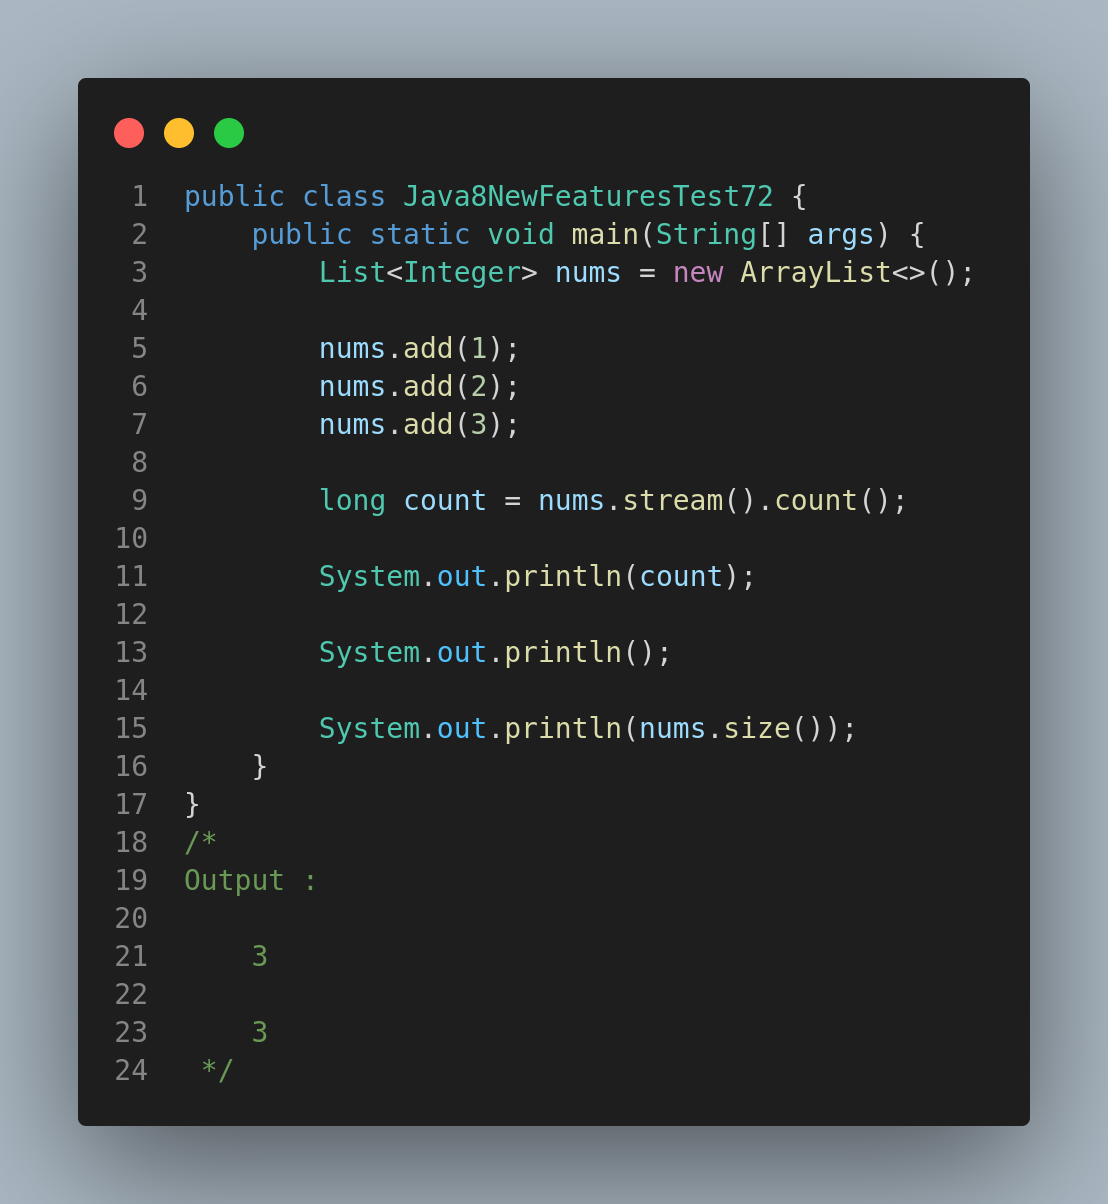 1 public class Java8NewFeaturesTest72 {
2     public static void main(String[] args) {
3         List<Integer> nums = new ArrayList<>();
4
5         nums.add(1);
6         nums.add(2);
7         nums.add(3);
8
9         long count = nums.stream().count();
10
11         System.out.println(count);
12
13         System.out.println();
14
15         System.out.println(nums.size());
16     }
17 }
18 /*
19 Output :
20
21     3
22
23     3
24  */